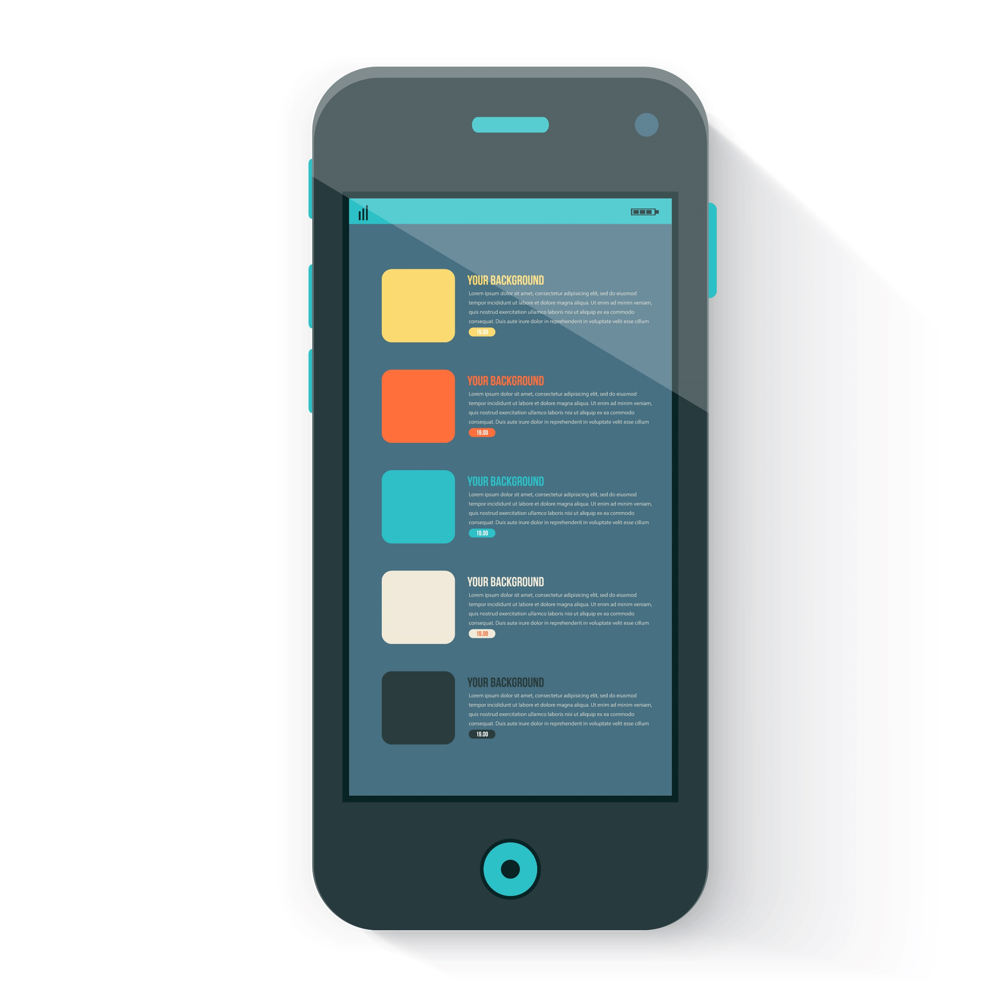 YOUR BACKGROUND
Lorem ipsum dolor sit amet, consectetur adipisicing elit, sed do eiusmod
tempor incididunt ut labore et dolore magna aliqua. Ut enim ad minim veniam,
quis nostrud exercitation ullamco laboris nisi ut aliquip ex ea commodo
consequat. Duis aute irure dolor in reprehenderit in voluptate velit esse cillum
19.00
YOUR BACKGROUND
Lorem ipsum dolor sit amet, consectetur adipisicing elit, sed do eiusmod
tempor incididunt ut labore et dolore magna aliqua. Ut enim ad minim veniam,
quis nostrud exercitation ullamco laboris nisi ut aliquip ex ea commodo
consequat. Duis aute irure dolor in reprehenderit in voluptate velit esse cillum
19.00
YOUR BACKGROUND
Lorem ipsum dolor sit amet, consectetur adipisicing elit, sed do eiusmod
tempor incididunt ut labore et dolore magna aliqua. Ut enim ad minim veniam,
quis nostrud exercitation ullamco laboris nisi ut aliquip ex ea commodo
consequat. Duis aute irure dolor in reprehenderit in voluptate velit esse cillum
19.00
YOUR BACKGROUND
Lorem ipsum dolor sit amet, consectetur adipisicing elit, sed do eiusmod
tempor incididunt ut labore et dolore magna aliqua. Ut enim ad minim veniam,
quis nostrud exercitation ullamco laboris nisi ut aliquip ex ea commodo
consequat. Duis aute irure dolor in reprehenderit in voluptate velit esse cillum
19.00
YOUR BACKGROUND
Lorem ipsum dolor sit amet, consectetur adipisicing elit, sed do eiusmod
tempor incididunt ut labore et dolore magna aliqua. Ut enim ad minim veniam,
quis nostrud exercitation ullamco laboris nisi ut aliquip ex ea commodo
consequat. Duis aute irure dolor in reprehenderit in voluptate velit esse cillum
19.00